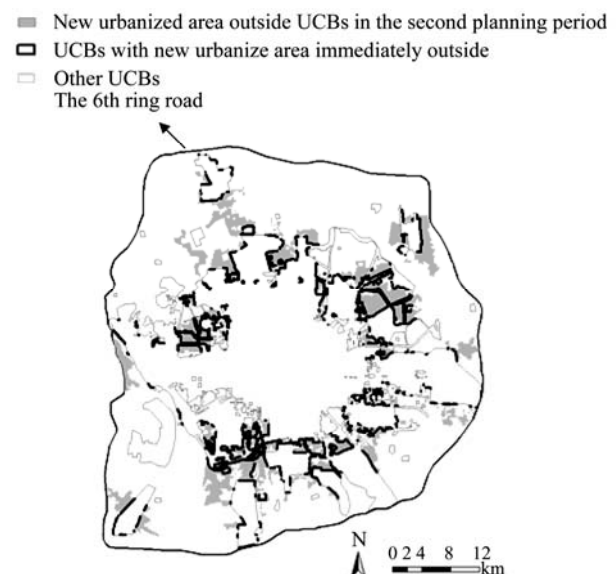 New urbanized area outside UCBs in the second planning period
UCBs with new urbanize area immediately outside
Other UCBs
The 6th ring road
N
0 2 4 8 12
km